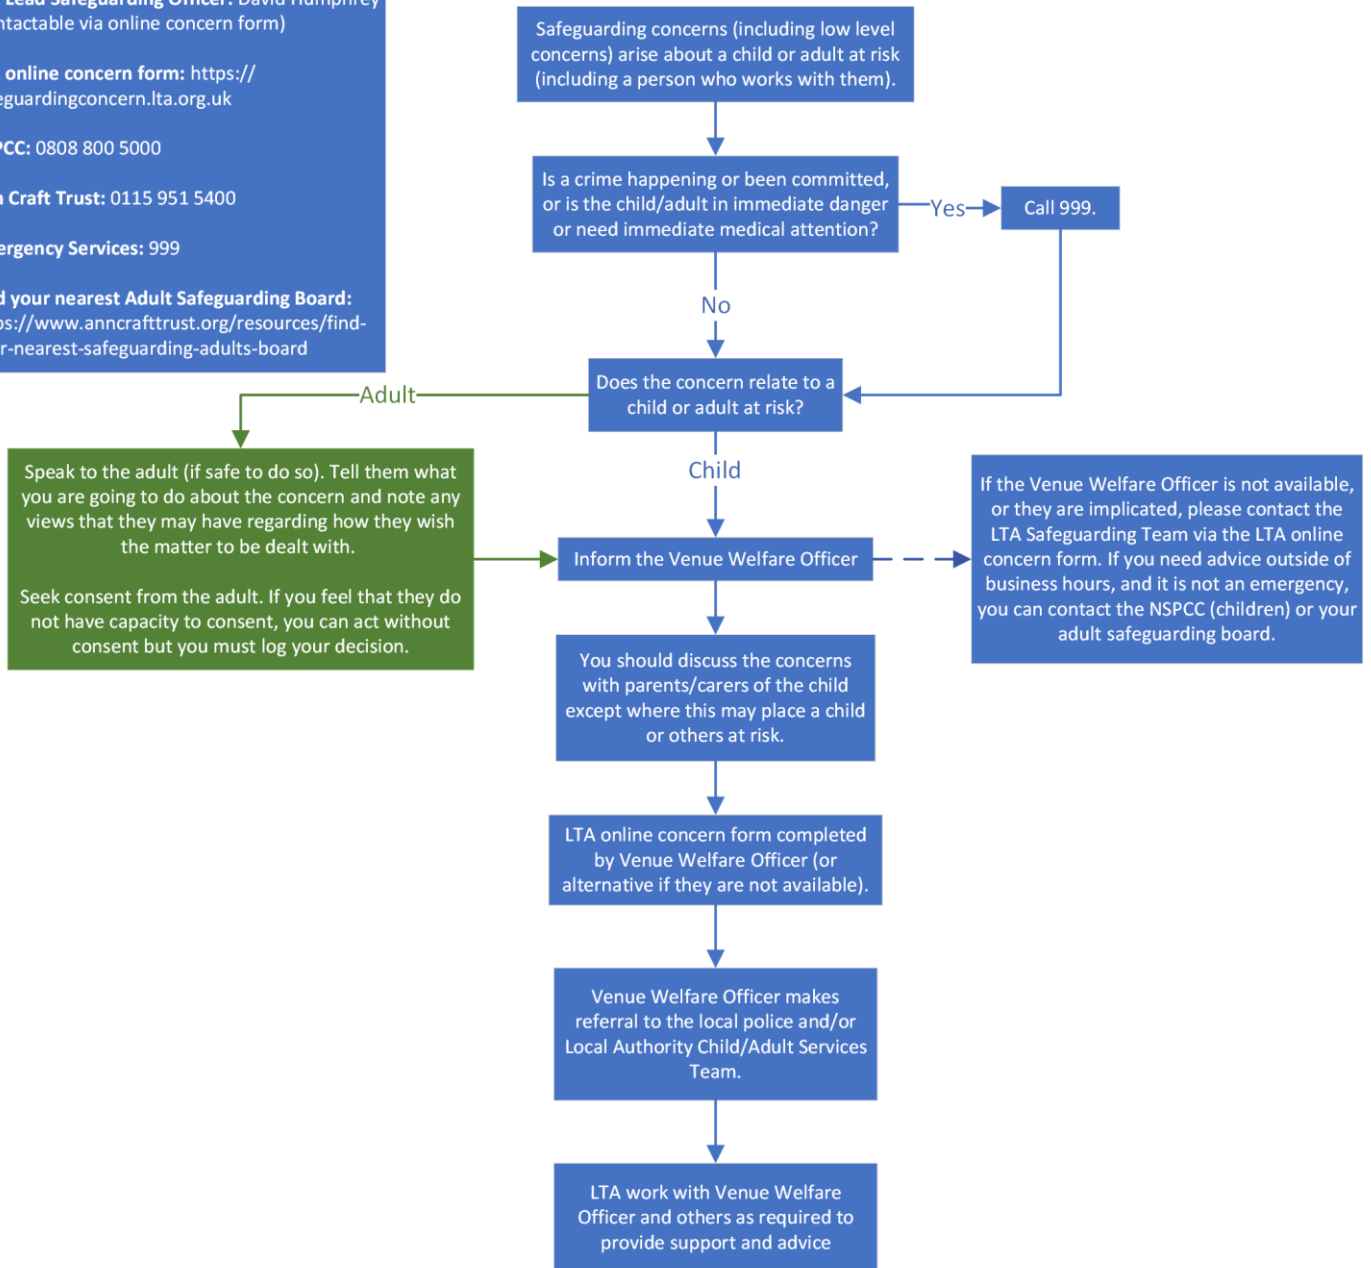 Lead Safeguarding Officer: David Humphrey
ntactable via online concern form)
online concern form: https://
eguardingconcern.lta.org.uk
PCC: 0808 800 5000
n Craft Trust: 0115 951 5400
ergency Services: 999
d your nearest Adult Safeguarding Board:
ps://www.anncrafttrust.org/resources/find-
r-nearest-safeguarding-adults-board
Safeguarding concerns (including low level
concerns) arise about a child or adult at risk
(including a person who works with them).
Is a crime happening or been committed,
or is the child/adult in immediate danger
or need immediate medical attention?
Yes
Call 999.
No
Does the concern relate to a
child or adult at risk?
Adult
Child
Speak to the adult (if safe to do so). Tell them what
you are going to do about the concern and note any
views that they may have regarding how they wish
the matter to be dealt with.
Seek consent from the adult. If you feel that they do
not have capacity to consent, you can act without
consent but you must log your decision.
Inform the Venue Welfare Officer
If the Venue Welfare Officer is not available,
or they are implicated, please contact the
LTA Safeguarding Team via the LTA online
concern form. If you need advice outside of
business hours, and it is not an emergency,
you can contact the NSPCC (children) or your
adult safeguarding board.
You should discuss the concerns
with parents/carers of the child
except where this may place a child
or others at risk.
LTA online concern form completed
by Venue Welfare Officer (or
alternative if they are not available).
Venue Welfare Officer makes
referral to the local police and/or
Local Authority Child/Adult Services
Team.
LTA work with Venue Welfare
Officer and others as required to
provide support and advice